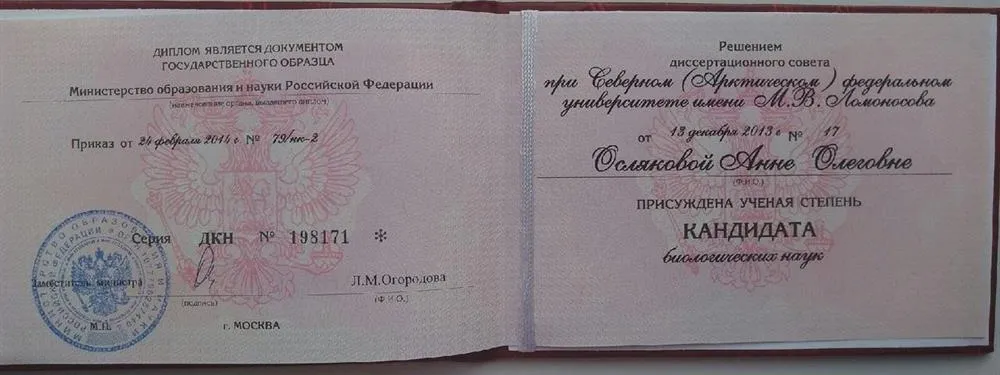 ДИПЛОМ ЯВЛЯЕТСЯ ДОКУМЕНТОМ
ГОСУДАРСТВЕННОГО ОБРАЗЦА
Министерство образования и науки Российской Федерации
(наименование органа, выдавшего диплом)
Приказ от 24 февраля 2014 г. № 79/нк-2
Серия ДКН № 198171 *
Заместитель министра
Л.М.Огородова
(подпись) (Ф.И.О.)
М.П.
г. МОСКВА
Решением
диссертационного совета
при Северном (Арктическом) федеральном
университете имени М.В. Ломоносова
от 13 декабря 2013 г. № 17
Осляковой Анне Олеговне
(Ф.И.О.)
ПРИСУЖДЕНА УЧЕНАЯ СТЕПЕНЬ
КАНДИДАТА
биологических наук